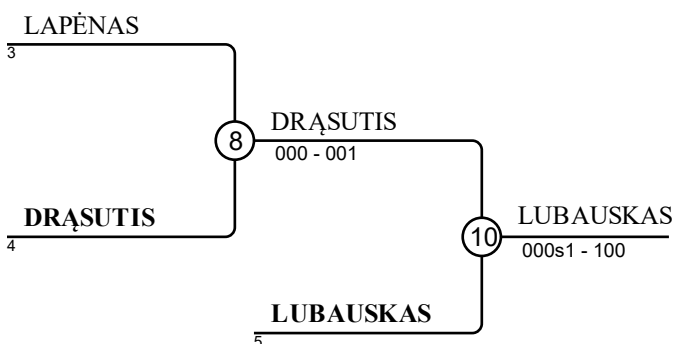 LAPĖNAS
3
DRĄSUTIS
8
000 - 001
DRĄSUTIS
4
LUBAUSKAS
10
000s1 - 100
LUBAUSKAS
5